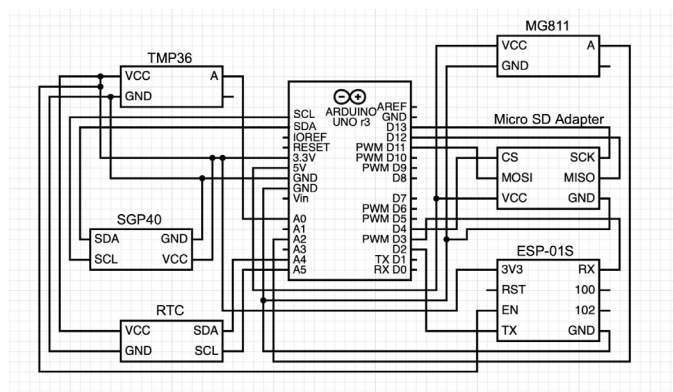 MG811
VCC A
GND
TMP36
VCC A
GND
ARDUINO
UNO r3
SCL
SDA
IOREF
RESET
3.3V
5V
GND
GND
Vin
A0
A1
A2
A3
A4
A5
AREF
GND
D13
D12
PWM D11
PWM D10
PWM D9
D8
D7
PWM D6
PWM D5
D4
PWM D3
D2
TX D1
RX D0
Micro SD Adapter
CS SCK
MOSI MISO
VCC GND
SGP40
SDA GND
SCL VCC
ESP-01S
3V3 RX
RST 100
EN 102
TX GND
RTC
VCC SDA
GND SCL